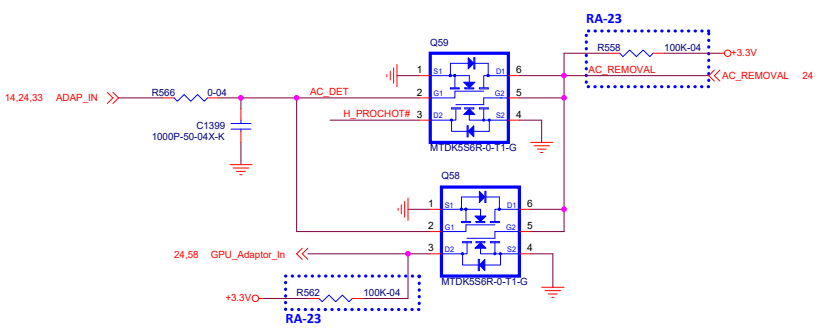 RA-23
Q59
R558 100K-04
+3.3V
1 S1 D1 6
AC_REMOVAL
AC_REMOVAL 24
R566 0-04
14,24,33 ADAP_IN
AC_DET
2 G1 G2 5
H_PROCHOT#
3 D2 S2 4
C1399
1000P-50-04X-K
MTDK5S6R-0-T1-G
Q58
1 S1 D1 6
2 G1 G2 5
24,58 GPU_Adaptor_In
3 D2 S2 4
MTDK5S6R-0-T1-G
+3.3V
R562 100K-04
RA-23